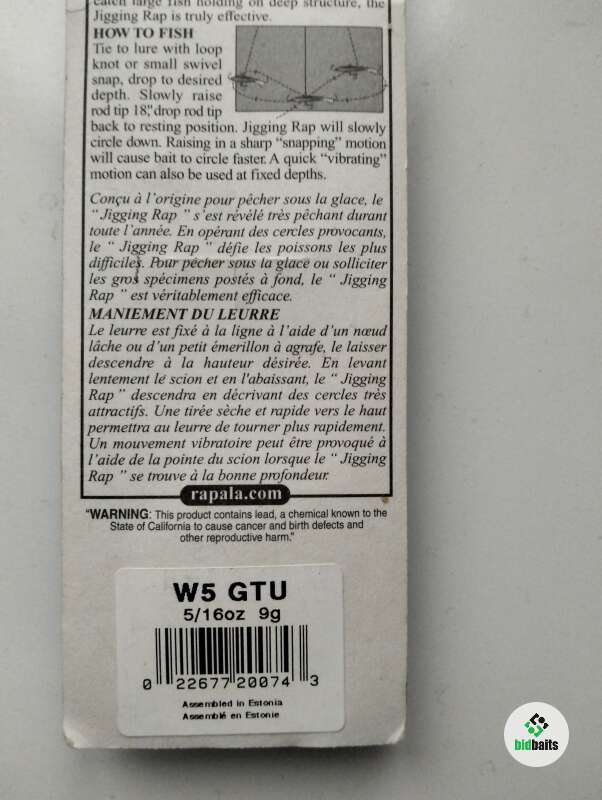 catch large fish holding on deep structure, the
Jigging Rap is truly effective.
HOW TO FISH
Tie to lure with loop
knot or small swivel
snap, drop to desired
depth. Slowly raise
rod tip 18", drop rod tip
back to resting position. Jigging Rap will slowly
circle down. Raising in a sharp “snapping” motion
will cause bait to circle faster. A quick “vibrating”
motion can also be used at fixed depths.
Conçu à l'origine pour pêcher sous la glace, le
“Jigging Rap ” s'est révélé très pêchant durant
toute l'année. En opérant des cercles provocants,
le “ Jigging Rap ” défie les poissons les plus
difficiles. Pour pêcher sous la glace ou solliciter
les gros spécimens postés à fond, le “ Jigging
Rap ” est véritablement efficace.
MANIEMENT DU LEURRE
Le leurre est fixé à la ligne à l'aide d'un nœud
lâche ou d'un petit émerillon à agrafe, le laisser
descendre à la hauteur désirée. En levant
lentement le scion et en l'abaissant, le “ Jigging
Rap ” descendra en décrivant des cercles très
attractifs. Une tirée sèche et rapide vers le haut
permettra au leurre de tourner plus rapidement.
Un mouvement vibratoire peut être provoqué à
l'aide de la pointe du scion lorsque le “ Jigging
Rap ” se trouve à la bonne profondeur.
rapala.com
“WARNING: This product contains lead, a chemical known to the
State of California to cause cancer and birth defects and
other reproductive harm.”
W5 GTU
5/16oz 9g
0 22677 20074 3
Assembled in Estonia
Assemblé en Estonie
bidbaits